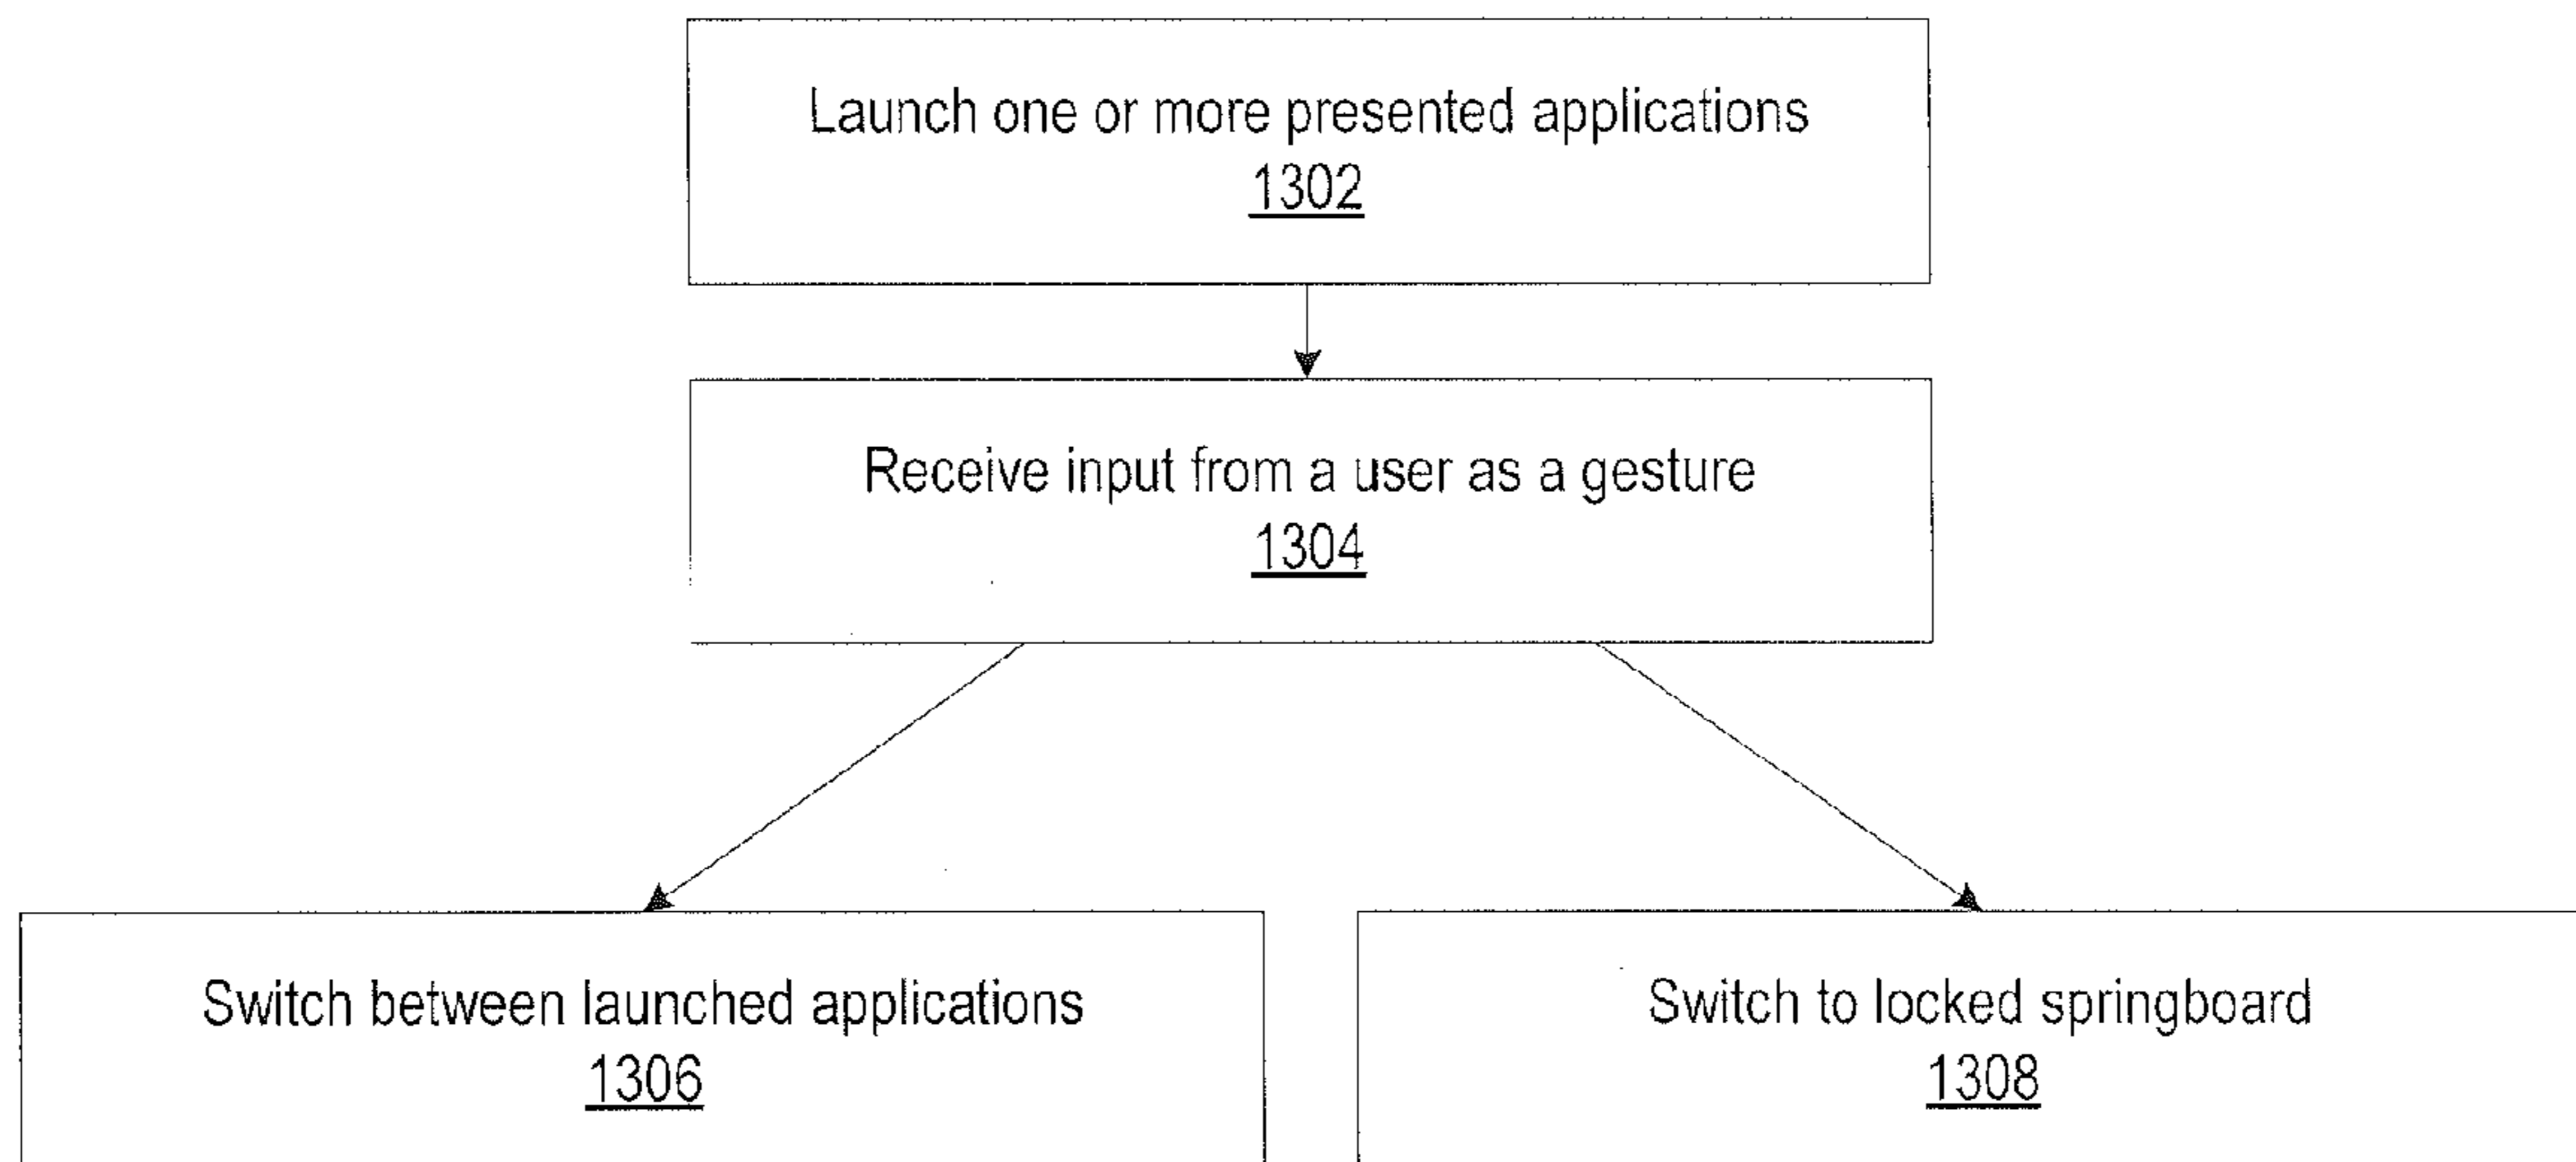 Launch one or more presented applications
1302
Receive input from a user as a gesture
1304
Switch between launched applications
1306
Switch to locked springboard
1308